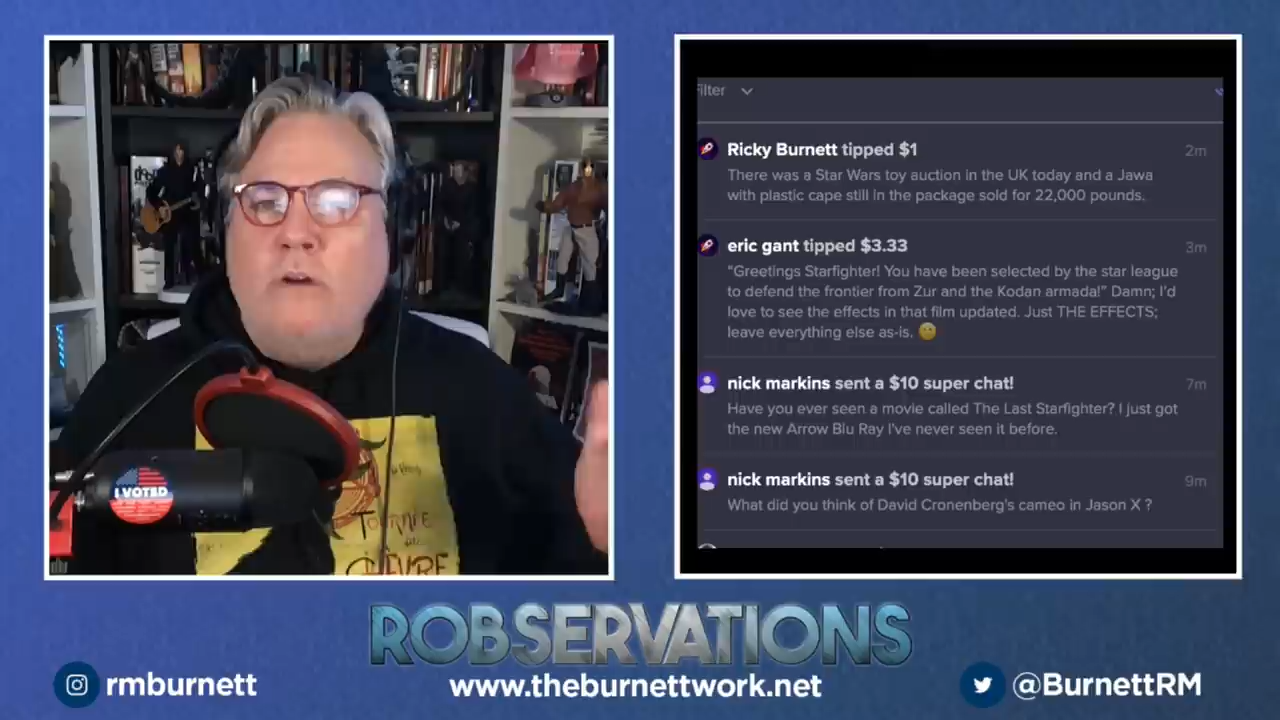 I VOTED
TOURNÉE
du
CHÈVRE
ilter
Ricky Burnett tipped $1
2m
There was a Star Wars toy auction in the UK today and a Jawa
with plastic cape still in the package sold for 22,000 pounds.
eric gant tipped $3.33
3m
"Greetings Starfighter! You have been selected by the star league
to defend the frontier from Zur and the Kodan armada!" Damn; I'd
love to see the effects in that film updated. Just THE EFFECTS;
leave everything else as-is.
nick markins sent a $10 super chat!
7m
Have you ever seen a movie called The Last Starfighter? I just got
the new Arrow Blu Ray I've never seen it before.
nick markins sent a $10 super chat!
9m
What did you think of David Cronenberg's cameo in Jason X ?
ROBSERVATIONS
rmburnett
www.theburnettwork.net
@BurnettRM